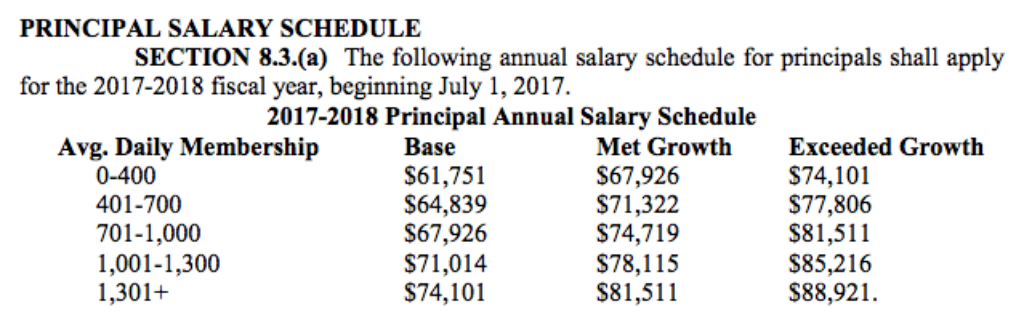 PRINCIPAL SALARY SCHEDULE
SECTION 8.3.(a) The following annual salary schedule for principals shall apply
for the 2017-2018 fiscal year, beginning July 1, 2017.
2017-2018 Principal Annual Salary Schedule
Avg. Daily Membership Base Met Growth Exceeded Growth
0-400 $61,751 $67,926 $74,101
401-700 $64,839 $71,322 $77,806
701-1,000 $67,926 $74,719 $81,511
1,001-1,300 $71,014 $78,115 $85,216
1,301+ $74,101 $81,511 $88,921.